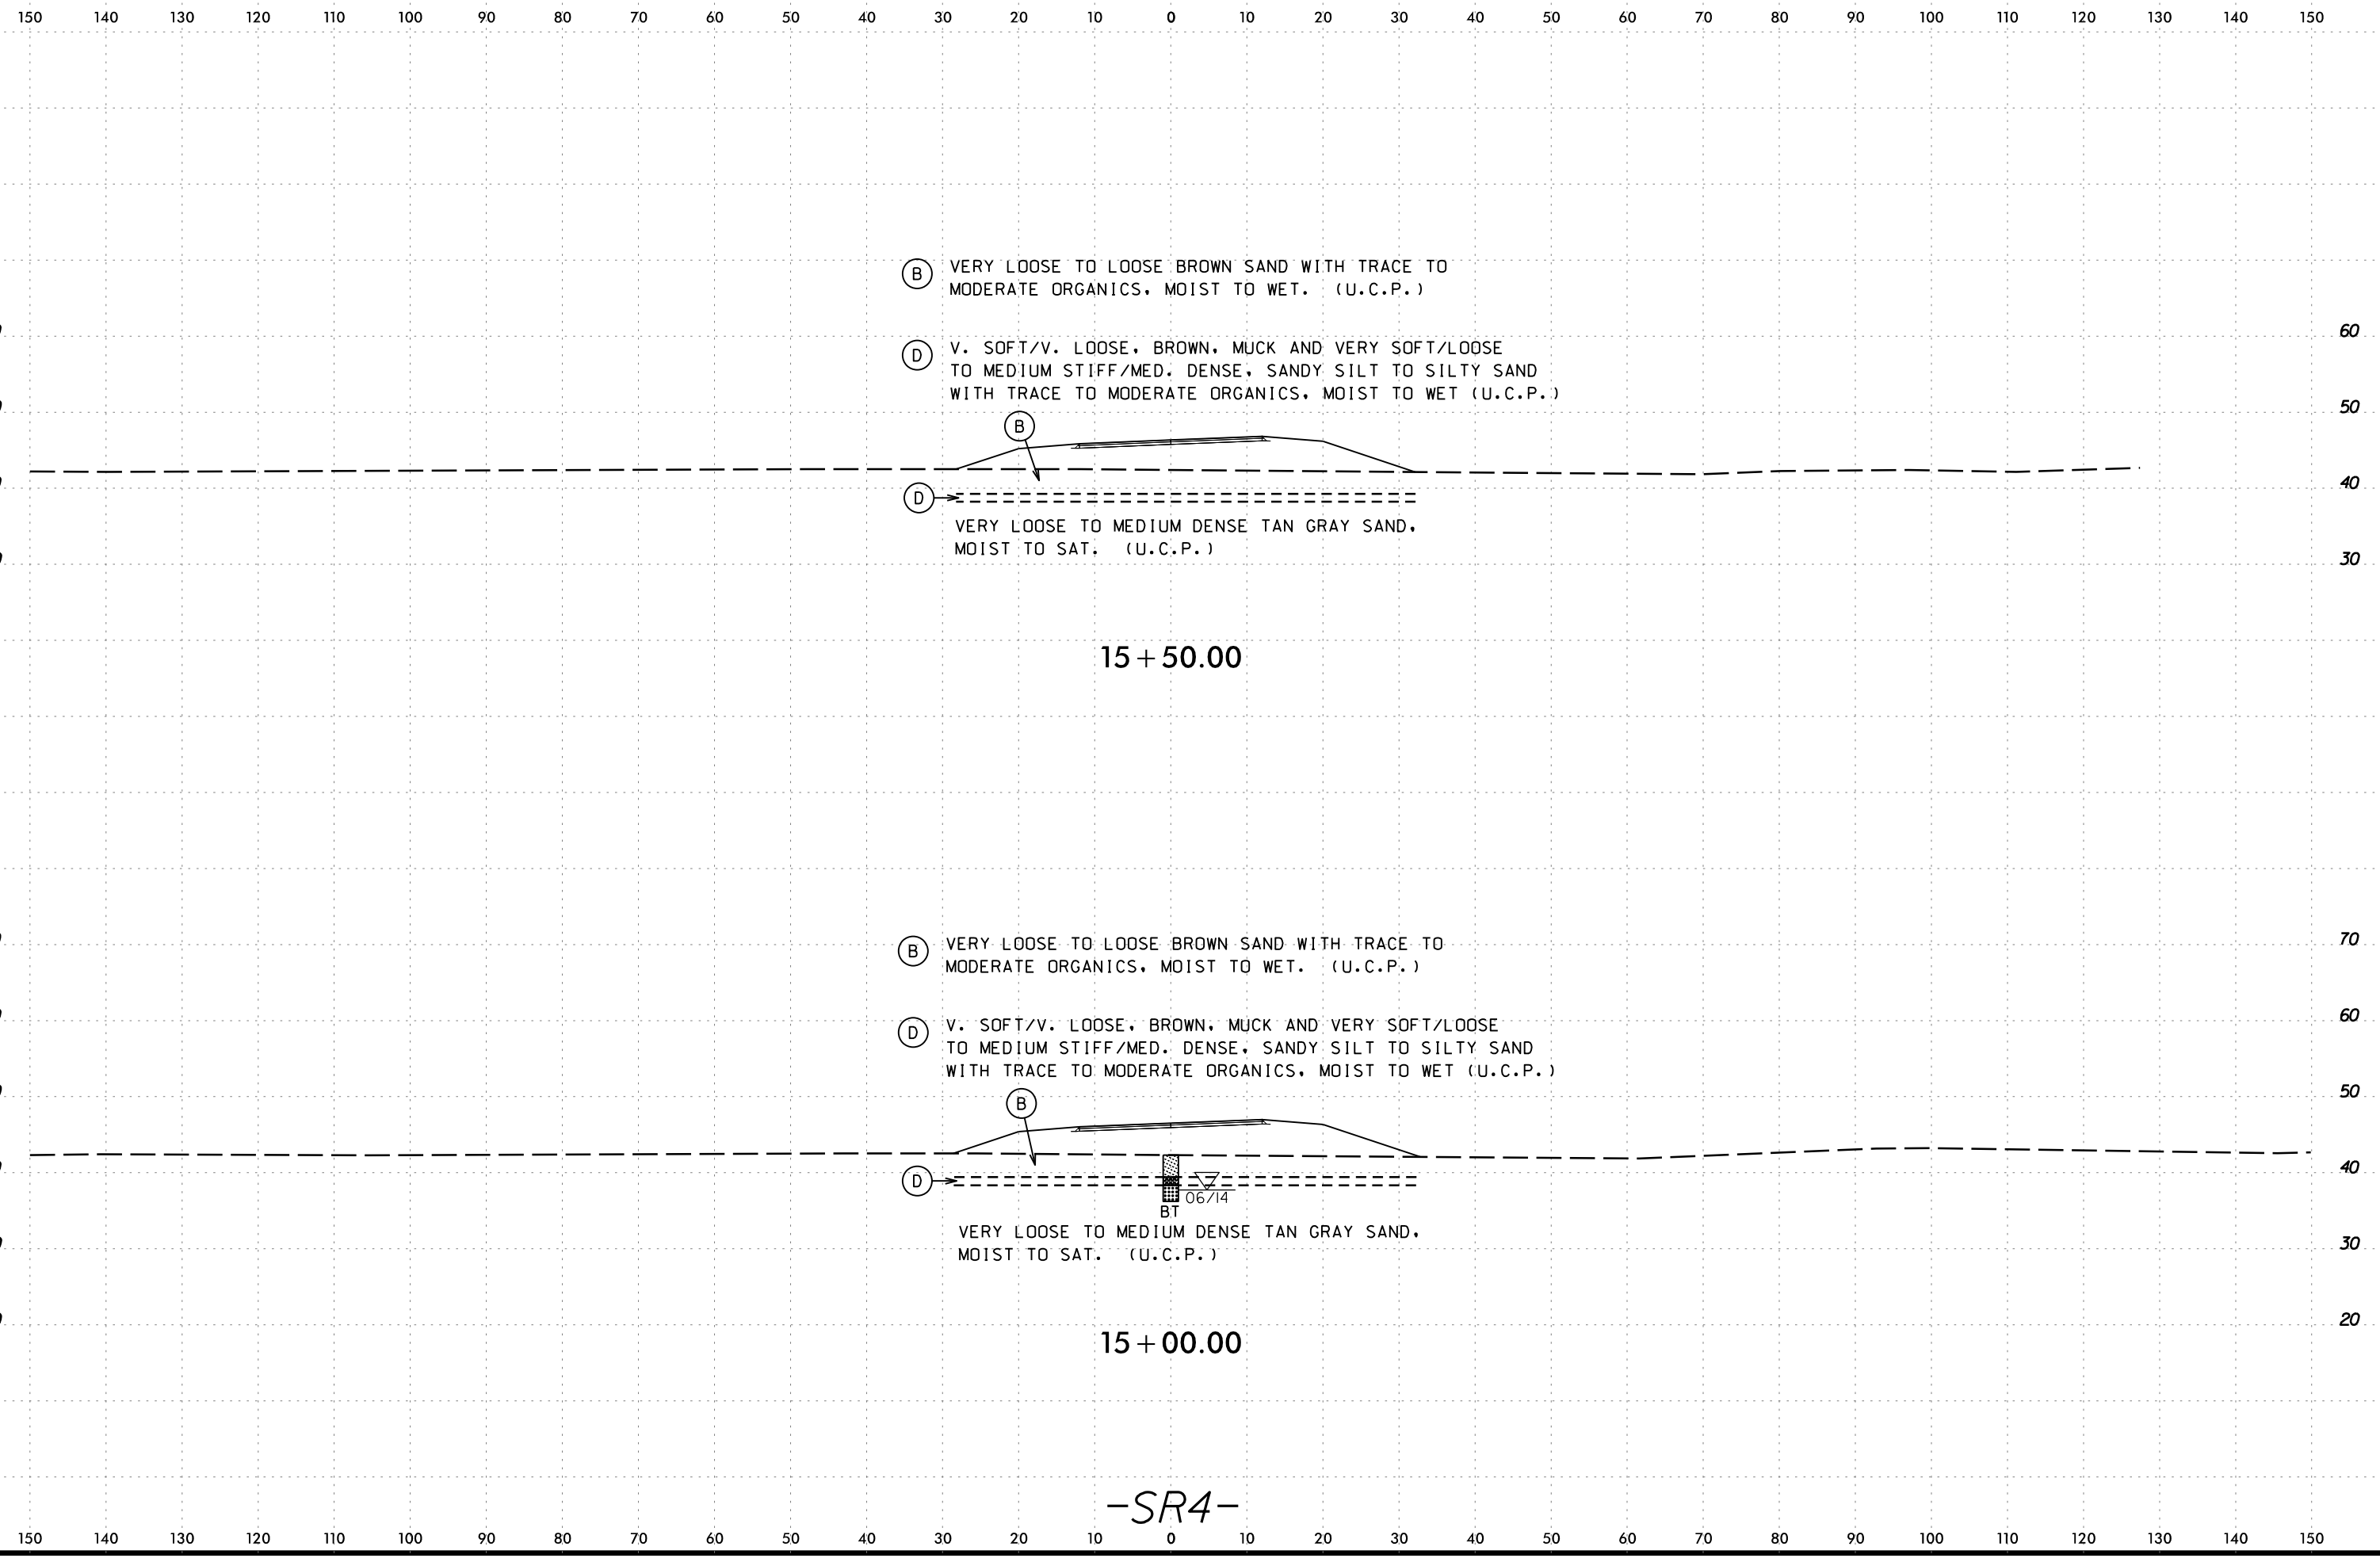 150 140 130 120 110 100 90 80 70 60 50 40 30 20 10 0 10 20 30 40 50 60 70 80 90 100 110 120 130 140 150
B VERY LOOSE TO LOOSE BROWN SAND WITH TRACE TO
MODERATE ORGANICS, MOIST TO WET. (U.C.P.)
60
D V. SOFT/V. LOOSE, BROWN, MUCK AND VERY SOFT/LOOSE
TO MEDIUM STIFF/MED. DENSE, SANDY SILT TO SILTY SAND
WITH TRACE TO MODERATE ORGANICS, MOIST TO WET (U.C.P.)
50
B
40
D
VERY LOOSE TO MEDIUM DENSE TAN GRAY SAND,
MOIST TO SAT. (U.C.P.)
30
15+50.00
B VERY LOOSE TO LOOSE BROWN SAND WITH TRACE TO
MODERATE ORGANICS, MOIST TO WET. (U.C.P.)
70
60
D V. SOFT/V. LOOSE, BROWN, MUCK AND VERY SOFT/LOOSE
TO MEDIUM STIFF/MED. DENSE, SANDY SILT TO SILTY SAND
WITH TRACE TO MODERATE ORGANICS, MOIST TO WET (U.C.P.)
50
B
40
D
06/14
BT
VERY LOOSE TO MEDIUM DENSE TAN GRAY SAND,
MOIST TO SAT. (U.C.P.)
30
20
15+00.00
-SR4-
150 140 130 120 110 100 90 80 70 60 50 40 30 20 10 0 10 20 30 40 50 60 70 80 90 100 110 120 130 140 150